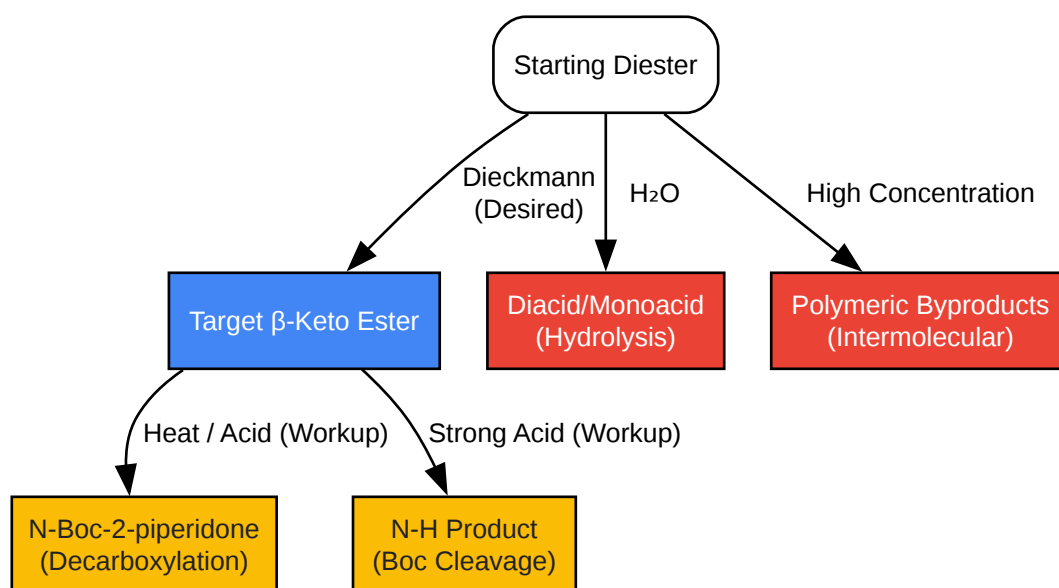 Starting Diester
Dieckmann
(Desired)
H₂O
High Concentration
Target β-Keto Ester
Diacid/Monoacid
(Hydrolysis)
Polymeric Byproducts
(Intermolecular)
Heat / Acid (Workup)
Strong Acid (Workup)
N-Boc-2-piperidone
(Decarboxylation)
N-H Product
(Boc Cleavage)